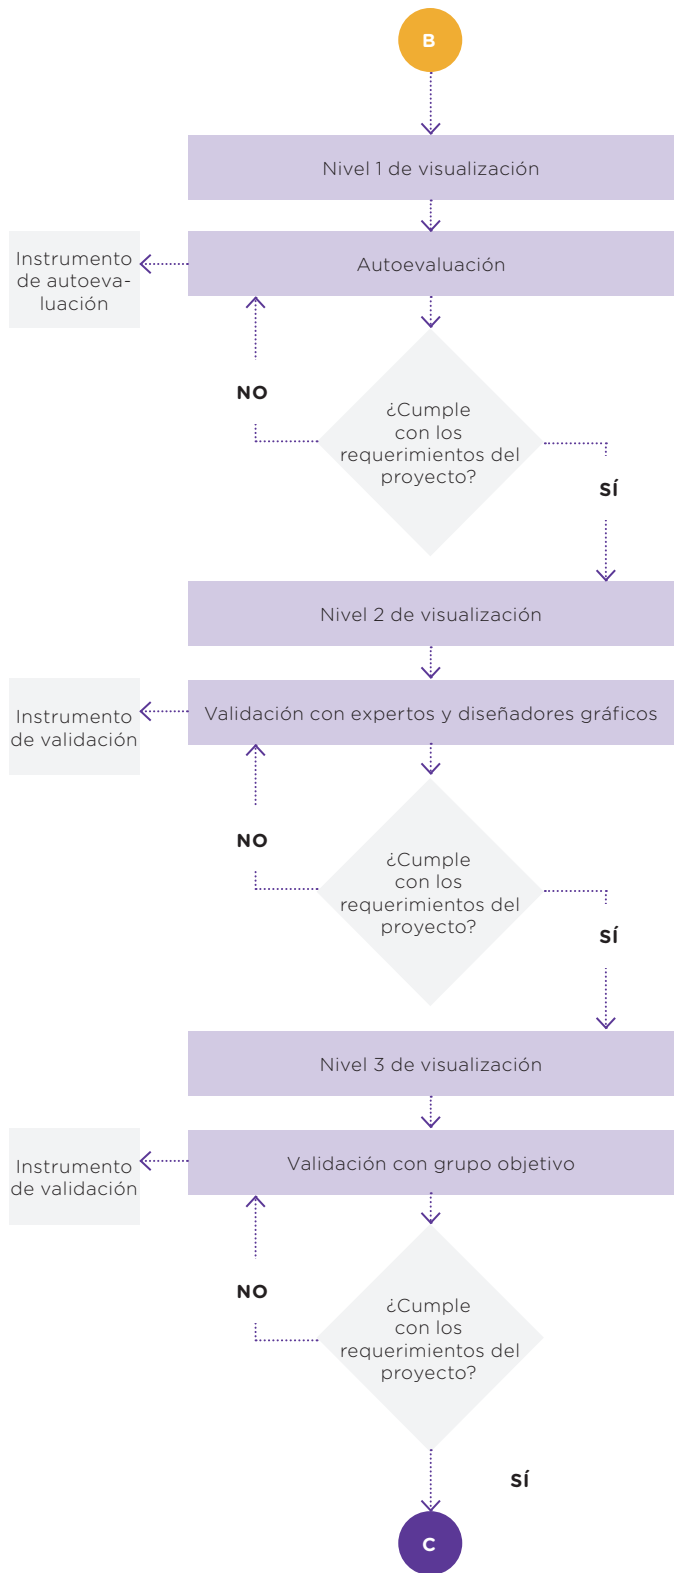 B
Nivel 1 de visualización
Instrumento
de autoeva-
luación
Autoevaluación
NO
¿Cumple
con los
requerimientos del
proyecto?
SÍ
Nivel 2 de visualización
Instrumento
de validación
Validación con expertos y diseñadores gráficos
NO
¿Cumple
con los
requerimientos del
proyecto?
SÍ
Nivel 3 de visualización
Instrumento
de validación
Validación con grupo objetivo
NO
¿Cumple
con los
requerimientos del
proyecto?
SÍ
C